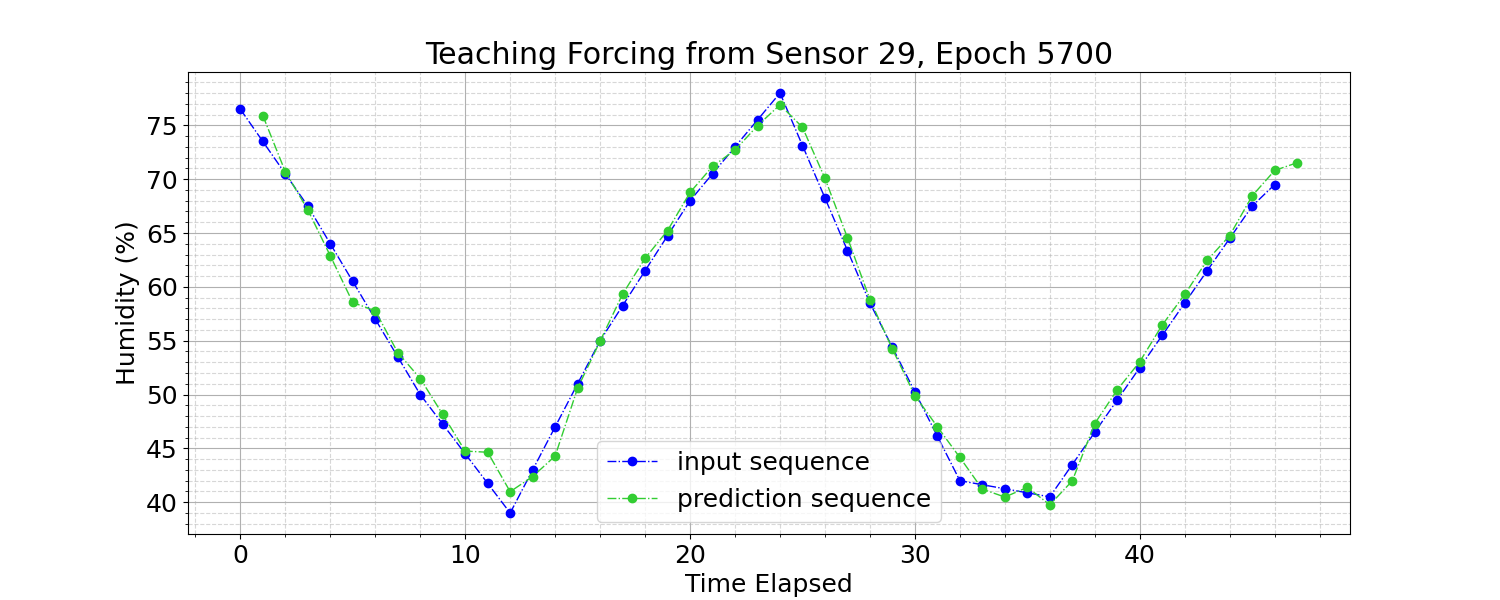 Teaching Forcing from Sensor 29, Epoch 5700
Humidity (%)
75
70
65
60
55
50
45
40
input sequence
prediction sequence
0 10 20 30 40
Time Elapsed